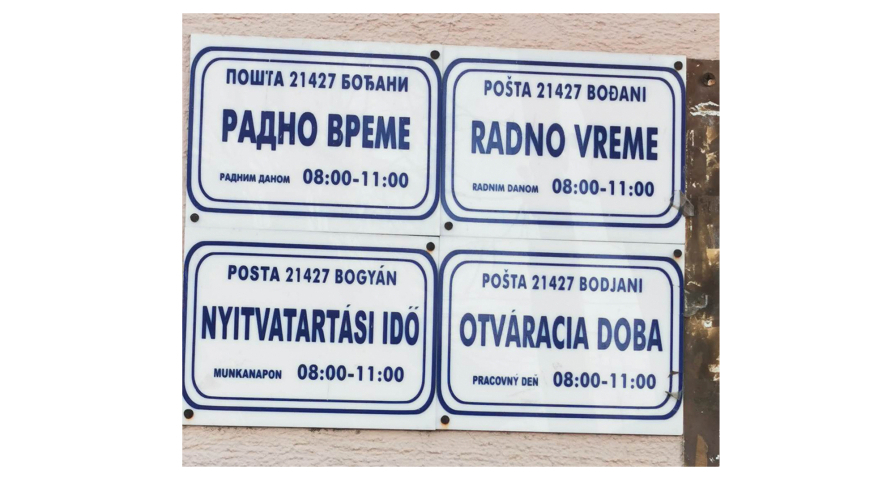 ПОШТА 21427 БОЂАНИ
РАДНО ВРЕМЕ
РАДНИМ ДАНОМ 08:00-11:00
POŠTA 21427 BOĐANI
RADNO VREME
RADNIM DANOM 08:00-11:00
POSTA 21427 BOGYÁN
NYITVATARTÁSI IDŐ
MUNKANAPON 08:00-11:00
POŠTA 21427 BODJANI
OTVÁRACIA DOBA
PRACOVNÝ DEŇ 08:00-11:00